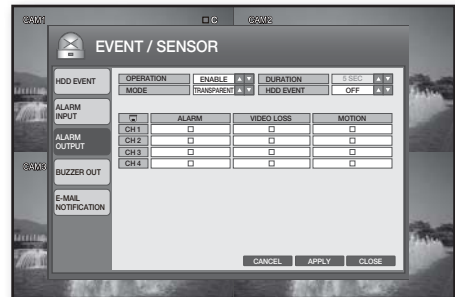 CAM1 C CAM2
EVENT / SENSOR
HDD EVENT
ALARM
INPUT
ALARM
OUTPUT
BUZZER OUT
E-MAIL
NOTIFICATION
OPERATION ENABLE DURATION 5 SEC
MODE TRANSPARENT HDD EVENT OFF
ALARM VIDEO LOSS MOTION
CH 1
CH 2
CH 3
CH 4
CAM3
CANCEL APPLY CLOSE